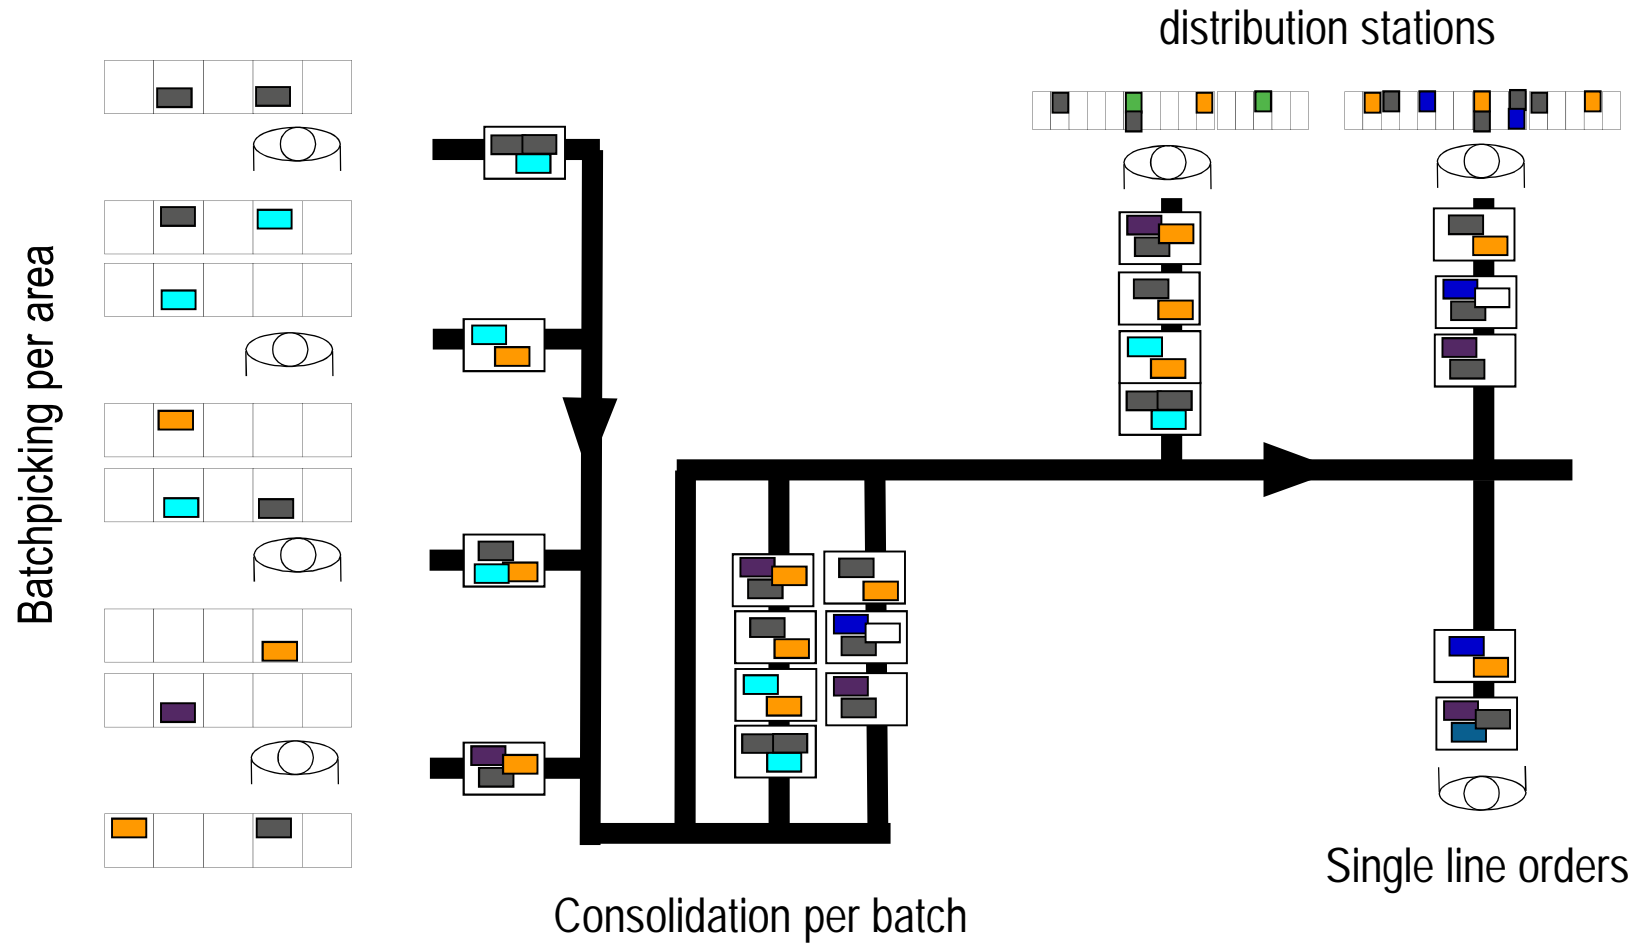 distribution stations
Batchpicking per area
Single line orders
Consolidation per batch